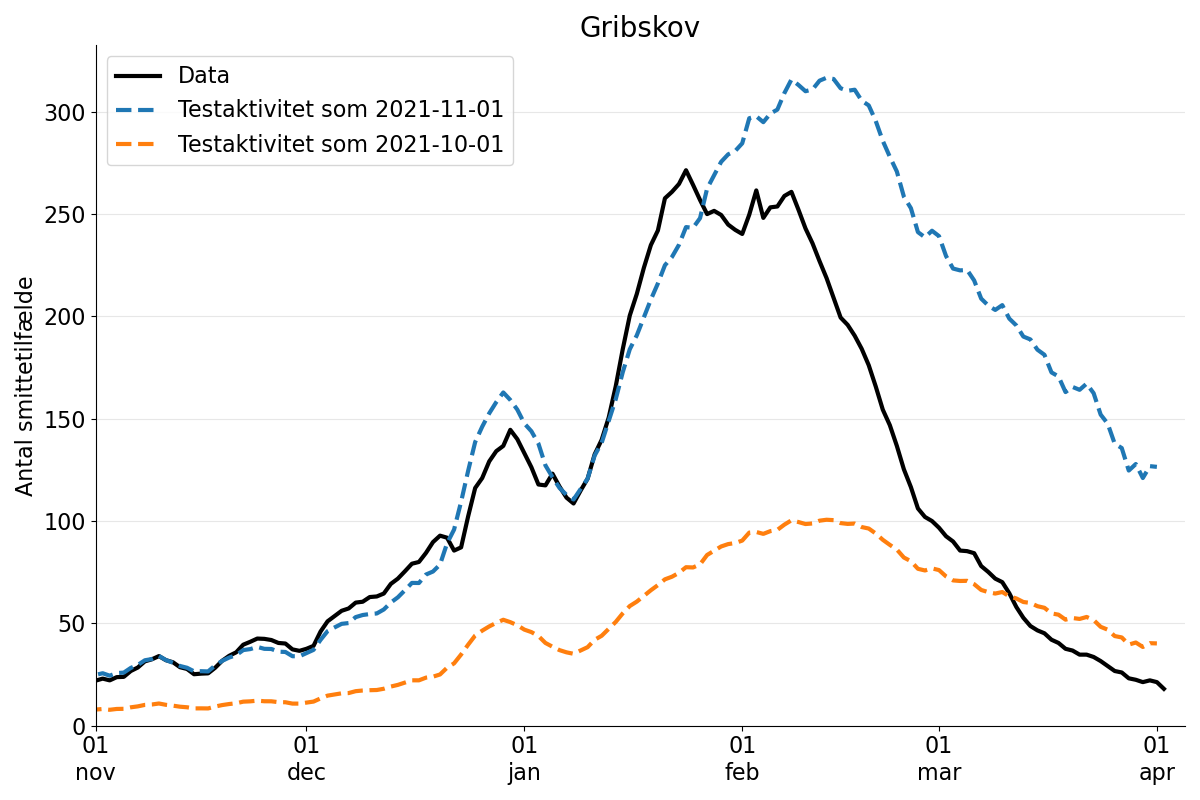 Gribskov
Data
Testaktivitet som 2021-11-01
Testaktivitet som 2021-10-01
Antal smittetilfælde
300
250
200
150
100
50
0
01 01 01 01 01 01
nov dec jan feb mar apr